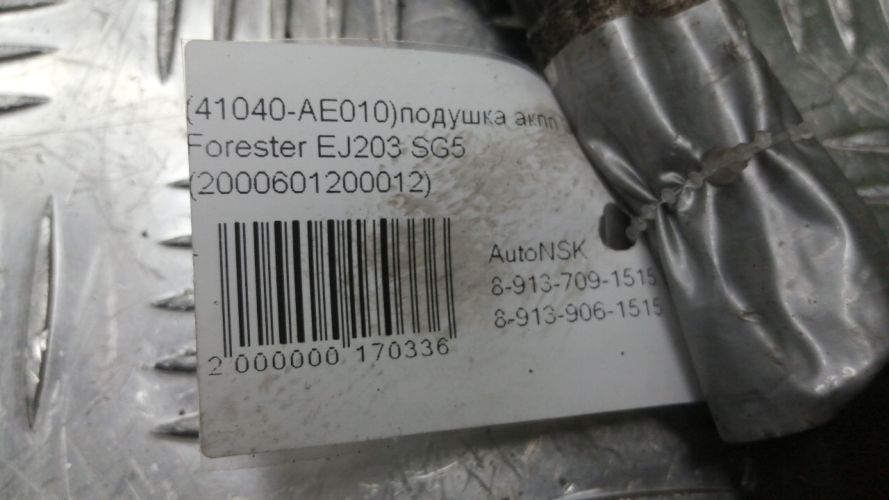 (41040-AE010)подушка акпп
Forester EJ203 SG5
(2000601200012)
AutoNSK
8-913-709-1515
8-913-906-1515
2 000000 170336